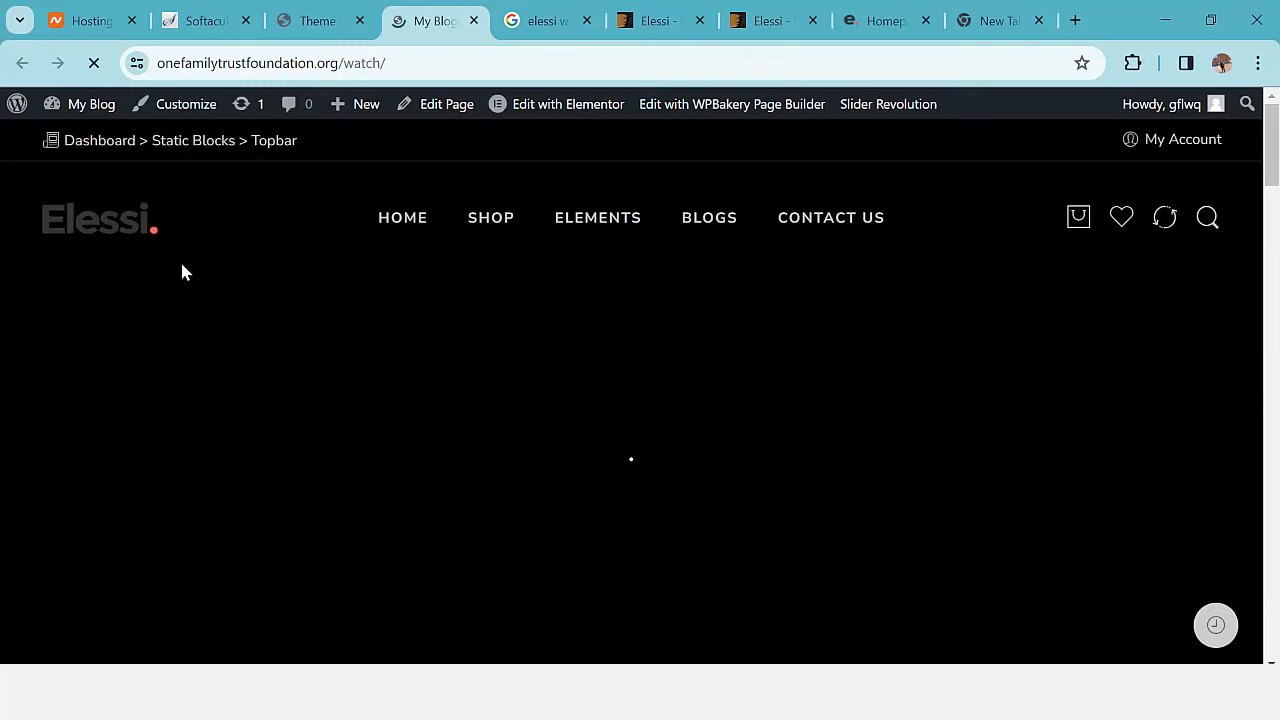 Hosting
Softacul
Theme S
My Blog
elessi w
Elessi -
Elessi -
Homep
New Tal
onefamilytrustfoundation.org/watch/
My Blog
Customize
1
0
New
Edit Page
Edit with Elementor
Edit with WPBakery Page Builder
Slider Revolution
Howdy, gflwq
Dashboard > Static Blocks > Topbar
My Account
Elessi.
HOME
SHOP
ELEMENTS
BLOGS
CONTACT US